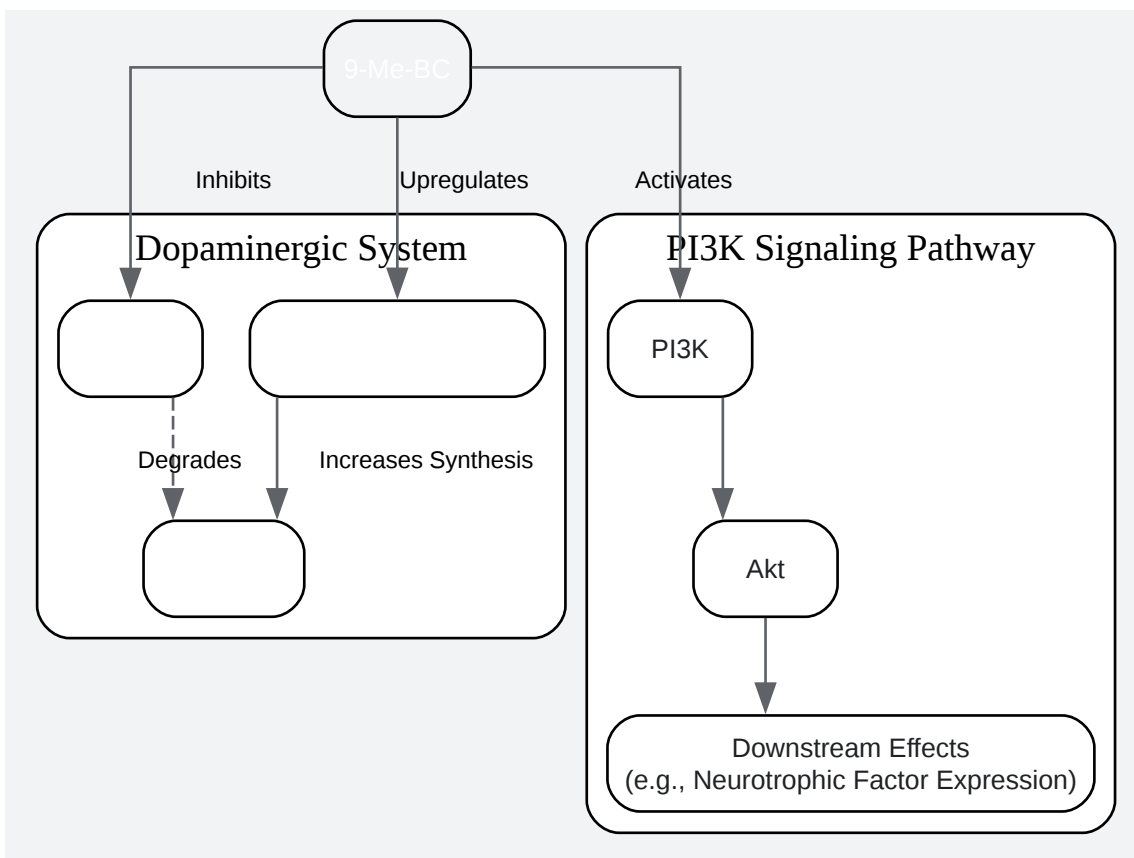 9-Me-BC
Inhibits
Upregulates
Activates
Dopaminergic System
PI3K Signaling Pathway
PI3K
Degrades
Increases Synthesis
Akt
Downstream Effects
(e.g., Neurotrophic Factor Expression)